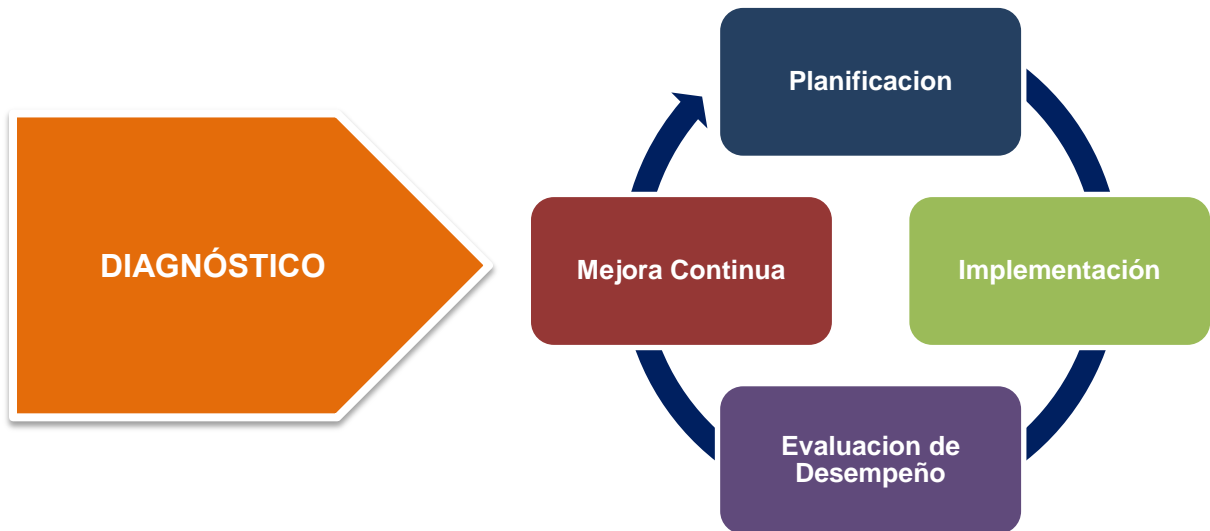 DIAGNÓSTICO
Planificacion
Implementación
Evaluacion de
Desempeño
Mejora Continua